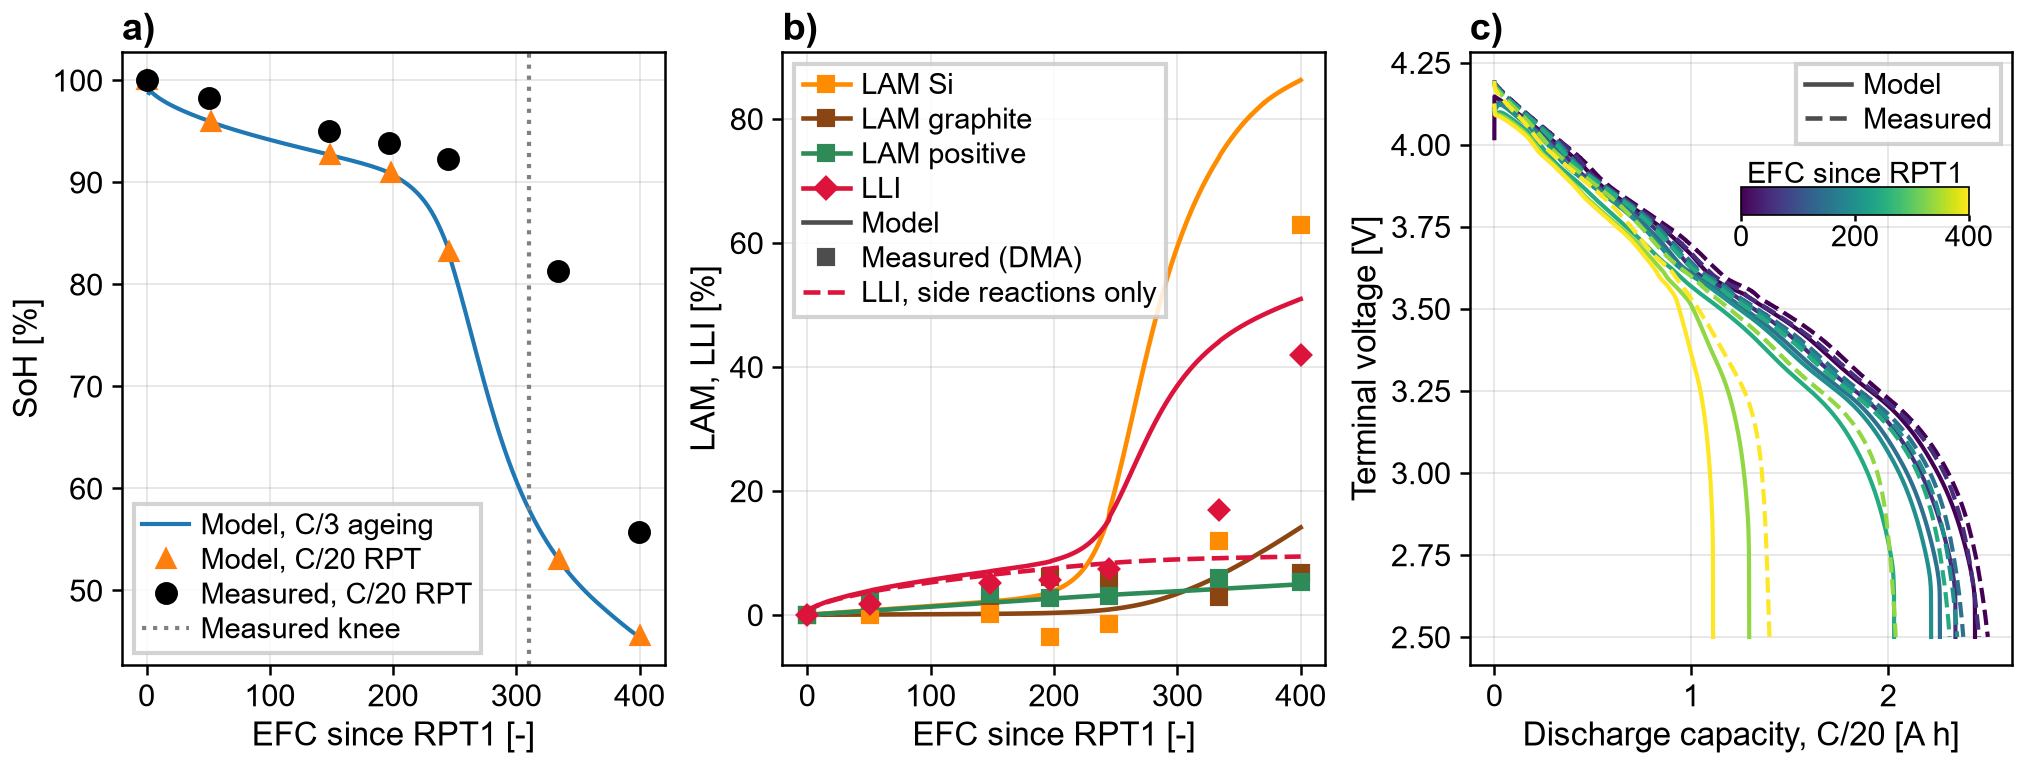 a)
SoH [%]
100
90
80
70
60
50
Model, C/3 ageing
Model, C/20 RPT
Measured, C/20 RPT
Measured knee
0
100
200
300
400
EFC since RPT1 [-]
b)
LAM, LLI [%]
80
60
40
20
0
LAM Si
LAM graphite
LAM positive
LLI
Model
Measured (DMA)
LLI, side reactions only
0
100
200
300
400
EFC since RPT1 [-]
c)
Terminal voltage [V]
4.25
4.00
3.75
3.50
3.25
3.00
2.75
2.50
Model
Measured
EFC since RPT1
0
200
400
0
1
2
Discharge capacity, C/20 [A h]